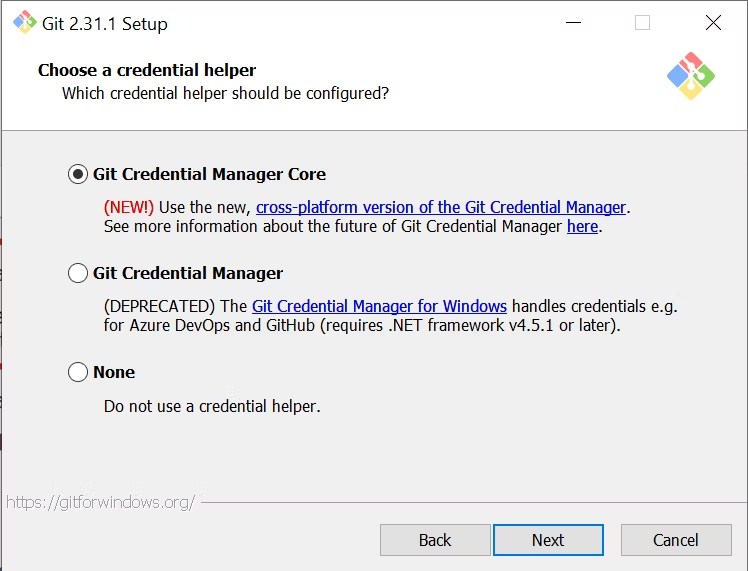 Git 2.31.1 Setup
Choose a credential helper
Which credential helper should be configured?
Git Credential Manager Core
(NEW!) Use the new, cross-platform version of the Git Credential Manager.
See more information about the future of Git Credential Manager here.
Git Credential Manager
(DEPRECATED) The Git Credential Manager for Windows handles credentials e.g.
for Azure DevOps and GitHub (requires .NET framework v4.5.1 or later).
None
Do not use a credential helper.
https://gitforwindows.org/
Back
Next
Cancel